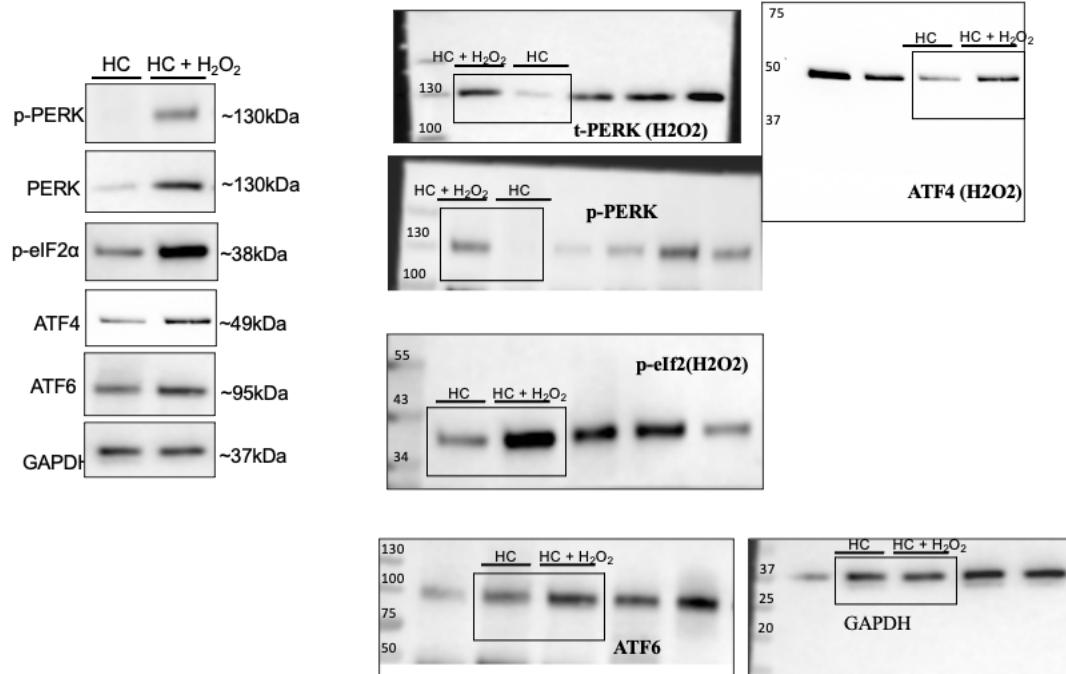 HC HC + H₂O₂
p-PERK ~130kDa
PERK ~130kDa
p-eIF2α ~38kDa
ATF4 ~49kDa
ATF6 ~95kDa
GAPDH ~37kDa
HC + H₂O₂ HC
130
100
t-PERK (H2O2)
75
HC HC + H₂O₂
50
37
ATF4 (H2O2)
HC + H₂O₂ HC
p-PERK
130
100
55
p-eIf2(H2O2)
HC HC + H₂O₂
43
34
130
HC HC + H₂O₂
100
75
50
ATF6
HC HC + H₂O₂
37
25
GAPDH
20